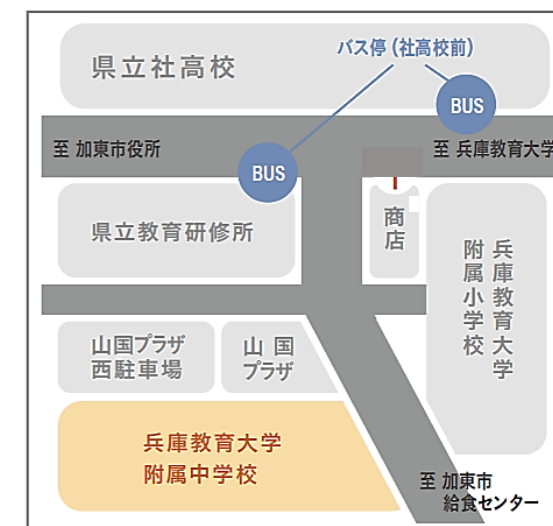 県立社高校
バス停（社高校前）
BUS
至 加東市役所
至 兵庫教育大学
BUS
県立教育研修所
商店
兵庫教育大学
附属小学校
山国プラザ
西駐車場
山国
プラザ
兵庫教育大学
附属中学校
至 加東市
給食センター